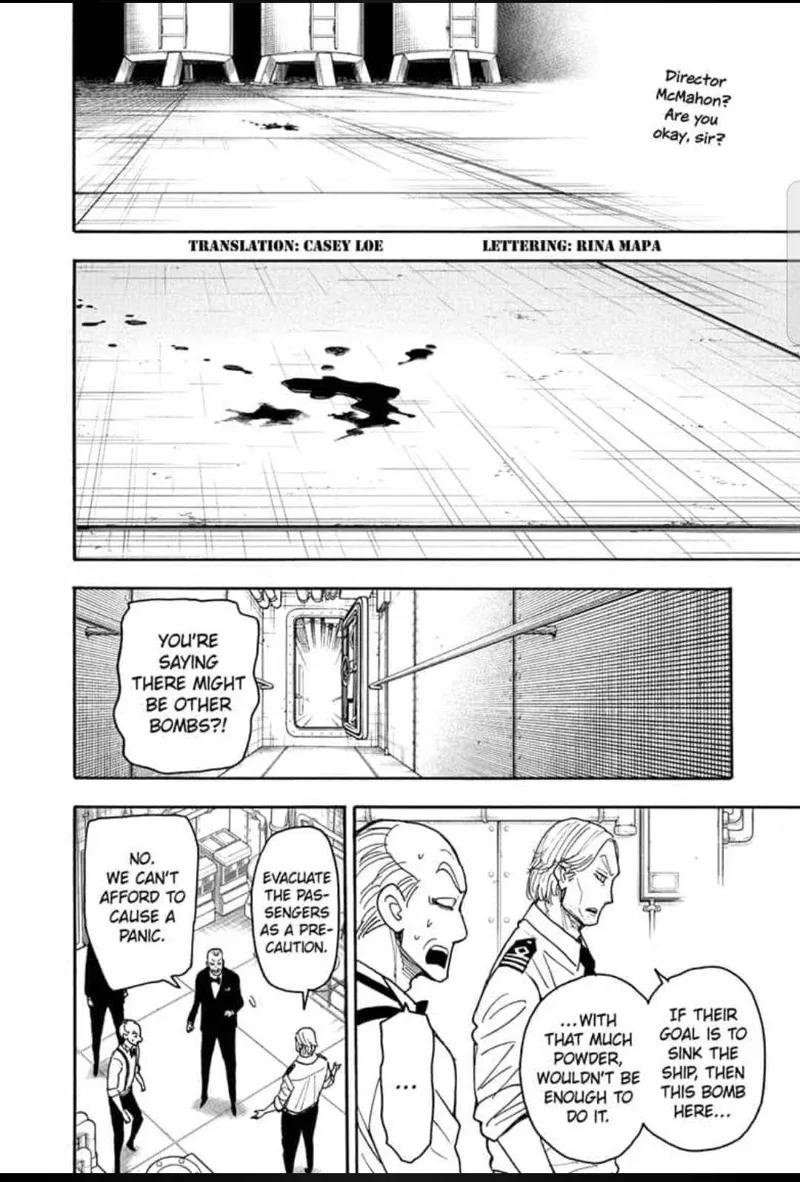 Director
McMahon?
Are you
okay, sir?
TRANSLATION: CASEY LOE
LETTERING: RINA MAPA
YOU'RE
SAYING
THERE MIGHT
BE OTHER
BOMBS?!
IF THEIR
GOAL IS TO
SINK THE
SHIP, THEN
THIS BOMB
HERE...
...WITH
THAT MUCH
POWDER,
WOULDN'T BE
ENOUGH TO
DO IT.
...
EVACUATE
THE PAS-
SENGERS
AS A PRE-
CAUTION.
NO.
WE CAN'T
AFFORD TO
CAUSE A
PANIC.